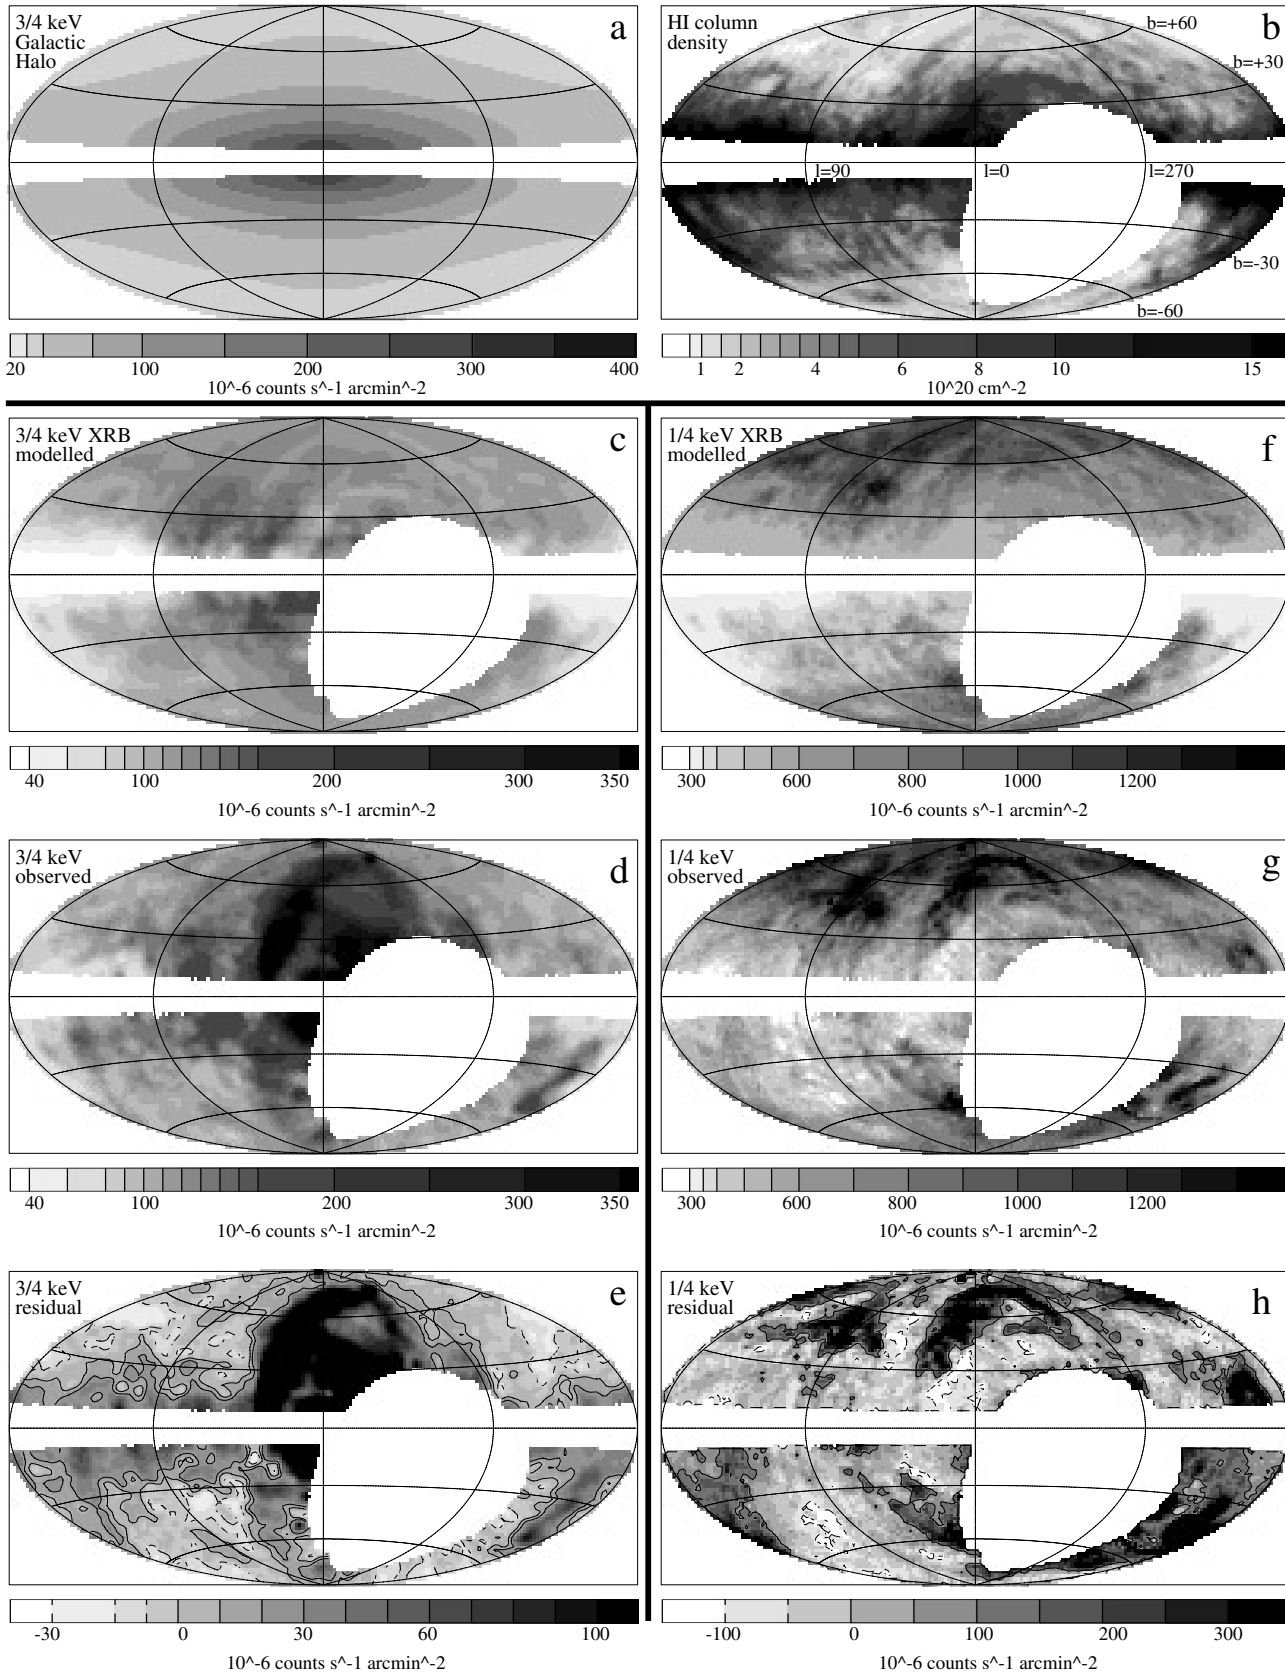 3/4 keV
Galactic
Halo
a
20 100 200 300 400
10^-6 counts s^-1 arcmin^-2
HI column
density
b
b=+60
b=+30
l=90 l=0 l=270
b=-30
b=-60
1 2 4 6 8 10 15
10^20 cm^-2
3/4 keV XRB
modelled
c
40 100 200 300 350
10^-6 counts s^-1 arcmin^-2
1/4 keV XRB
modelled
f
300 600 800 1000 1200
10^-6 counts s^-1 arcmin^-2
3/4 keV
observed
d
40 100 200 300 350
10^-6 counts s^-1 arcmin^-2
1/4 keV
observed
g
300 600 800 1000 1200
10^-6 counts s^-1 arcmin^-2
3/4 keV
residual
e
-30 0 30 60 100
10^-6 counts s^-1 arcmin^-2
1/4 keV
residual
h
-100 0 100 200 300
10^-6 counts s^-1 arcmin^-2